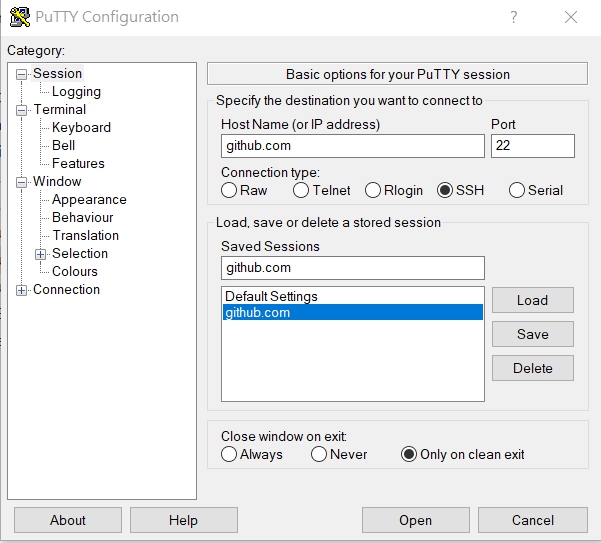 PuTTY Configuration
Category:
Session
Logging
Terminal
Keyboard
Bell
Features
Window
Appearance
Behaviour
Translation
Selection
Colours
Connection
Basic options for your PuTTY session
Specify the destination you want to connect to
Host Name (or IP address) Port
github.com 22
Connection type:
Raw Telnet Rlogin SSH Serial
Load, save or delete a stored session
Saved Sessions
github.com
Default Settings
github.com
Load
Save
Delete
Close window on exit:
Always Never Only on clean exit
About Help Open Cancel